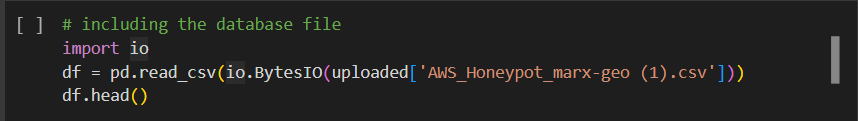 [ ] # including the database file
import io
df = pd.read_csv(io.BytesIO(uploaded['AWS_Honeypot_marx-geo (1).csv']))
df.head()